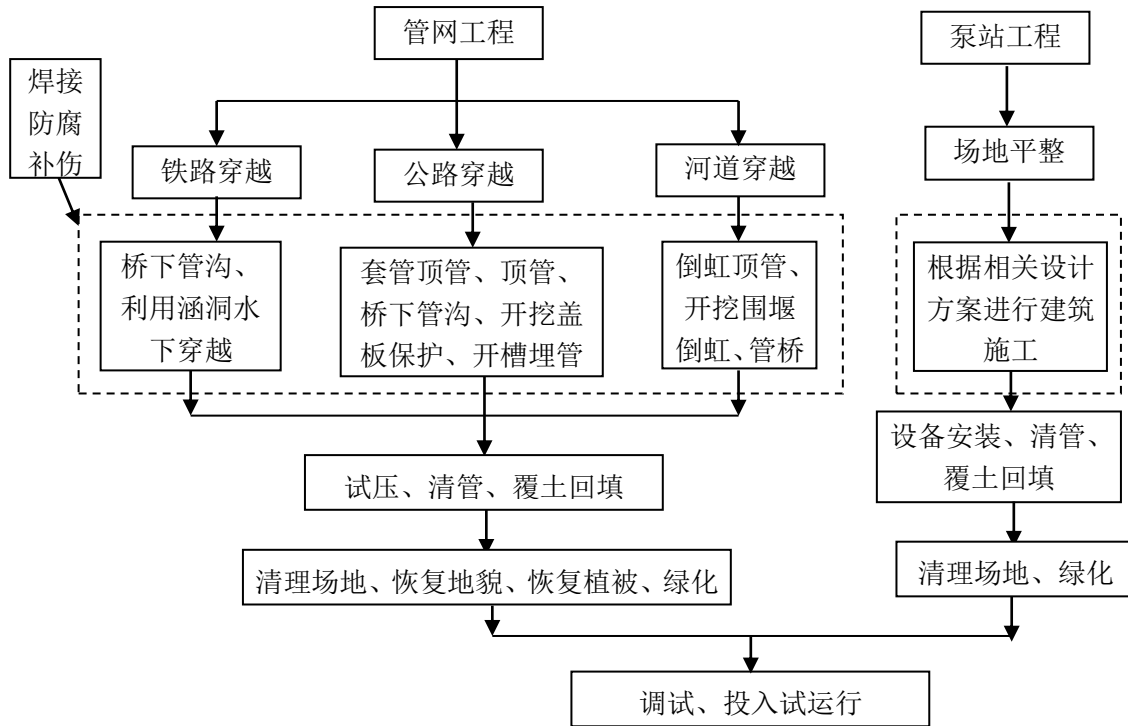 管网工程
泵站工程
焊接
防腐
补伤
铁路穿越
公路穿越
河道穿越
场地平整
桥下管沟、
利用涵洞水
下穿越
套管顶管、顶管、
桥下管沟、开挖盖
板保护、开槽埋管
倒虹顶管、
开挖围堰
倒虹、管桥
根据相关设计
方案进行建筑
施工
试压、清管、覆土回填
设备安装、清管、
覆土回填
清理场地、恢复地貌、恢复植被、绿化
清理场地、绿化
调试、投入试运行